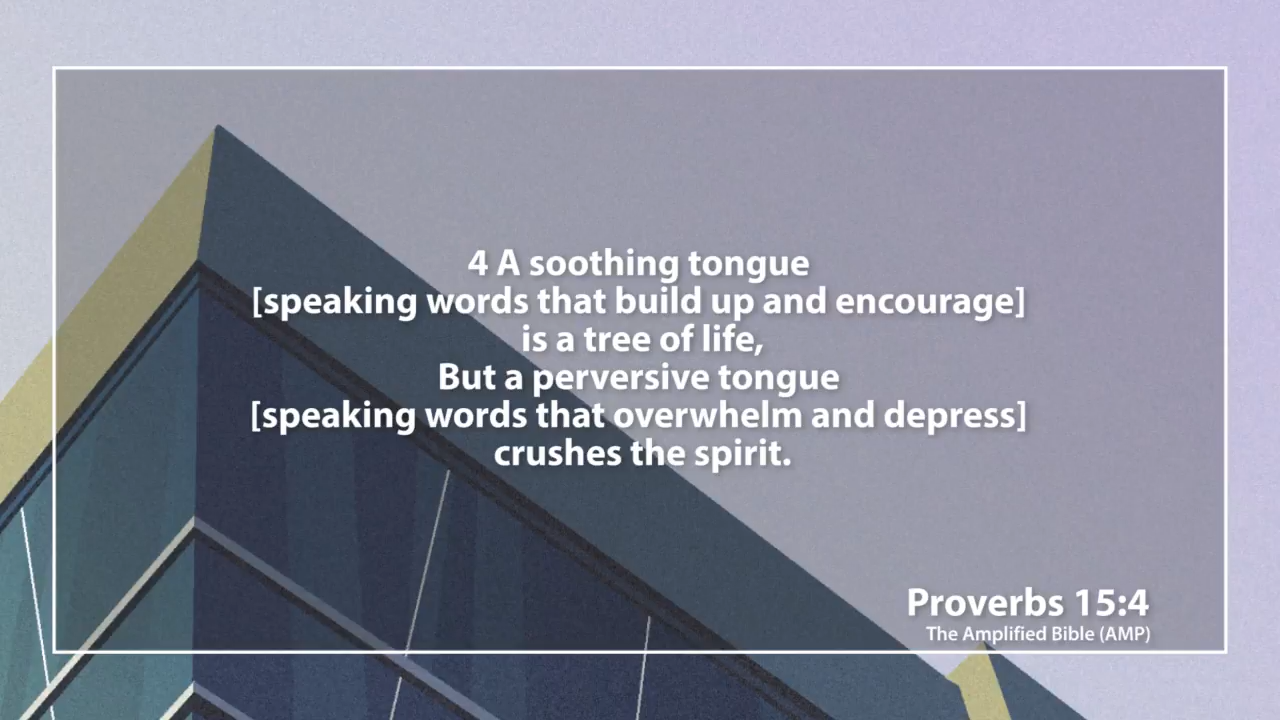 4 A soothing tongue
[speaking words that build up and encourage]
is a tree of life,
But a perversive tongue
[speaking words that overwhelm and depress]
crushes the spirit.
Proverbs 15:4
The Amplified Bible (AMP)